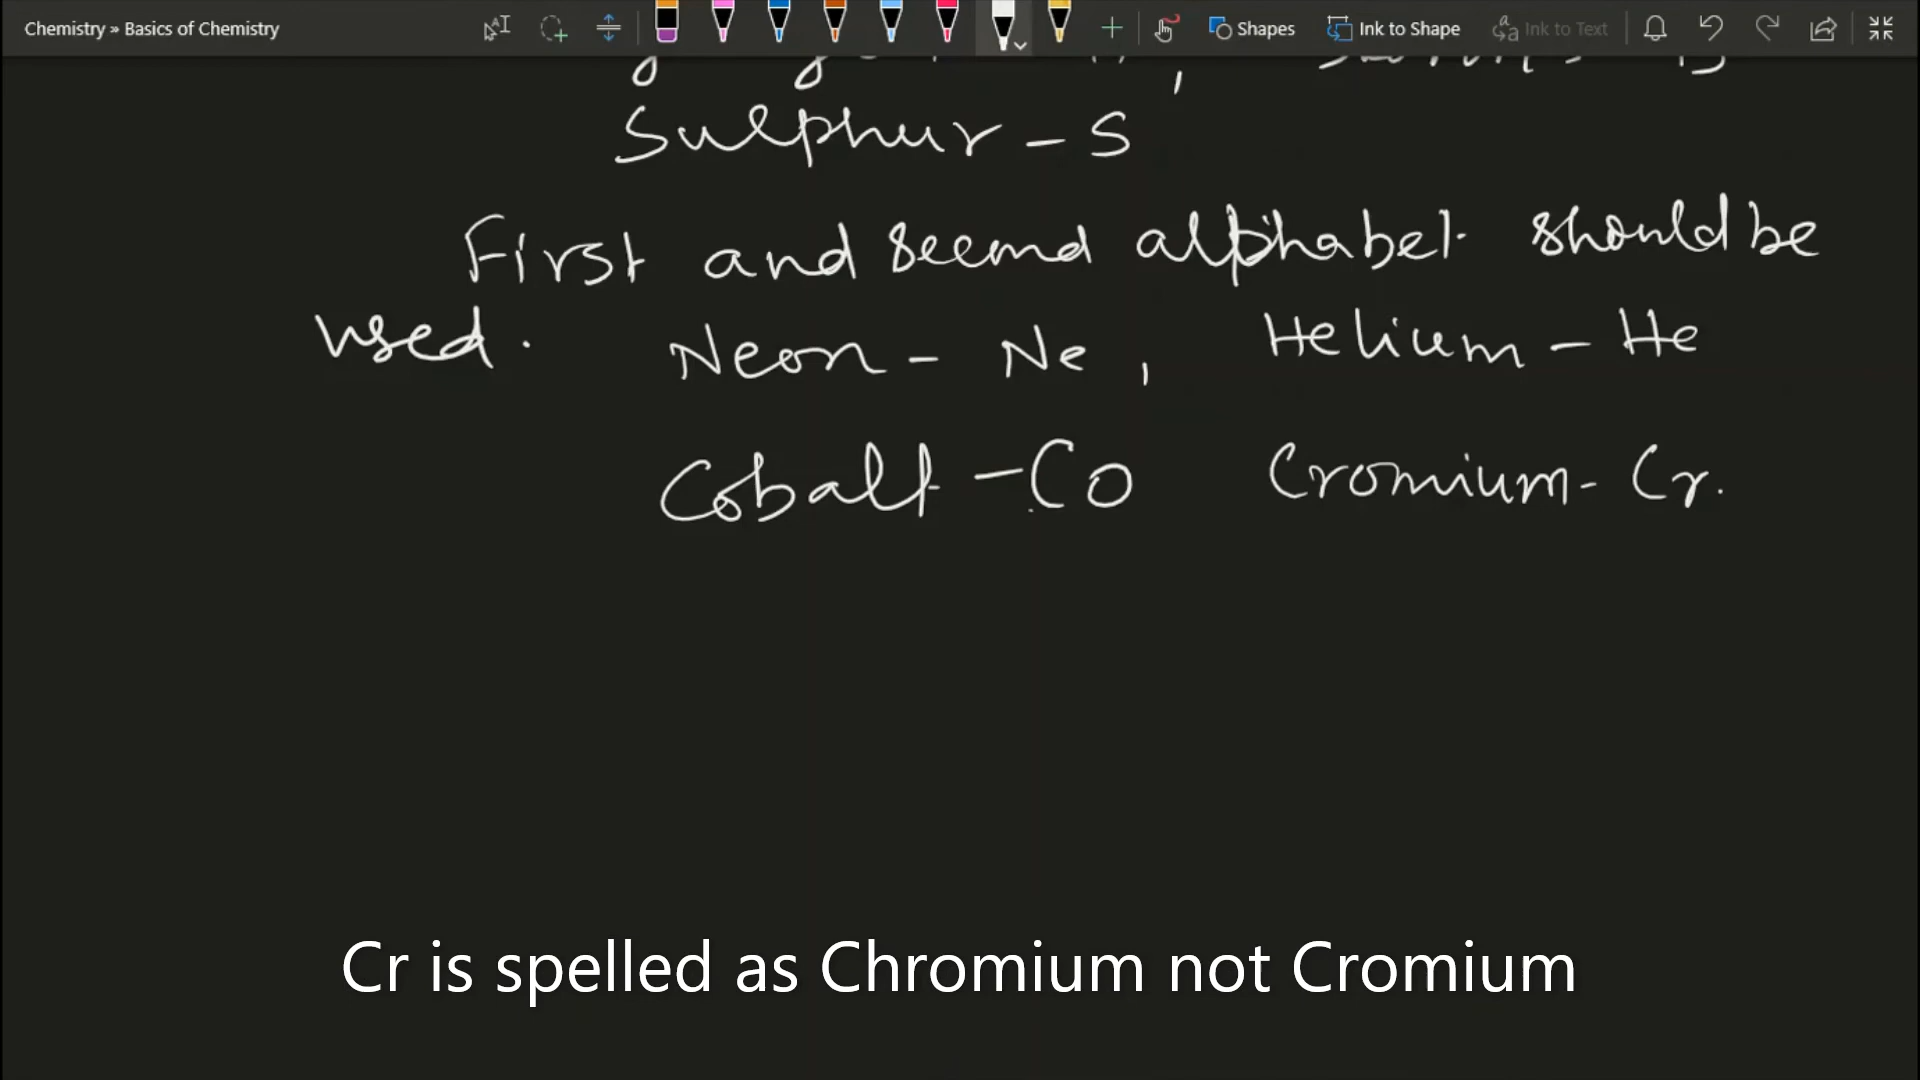 Chemistry » Basics of Chemistry
Shapes Ink to Shape Ink to Text
Sulphur - S
First and second alphabet should be
used. Neon - Ne, Helium - He
Cobalt - Co Cromium - Cr.
Cr is spelled as Chromium not Cromium